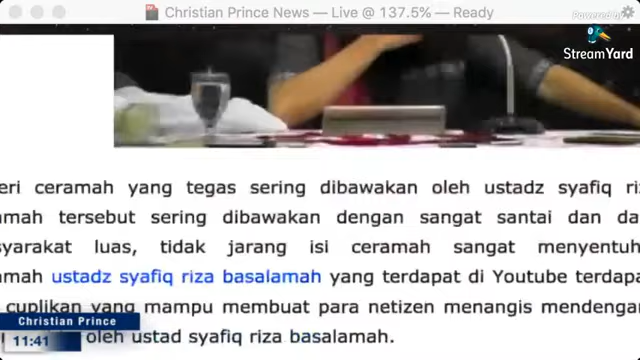 Christian Prince News — Live @ 137.5% — Ready
Powered by
StreamYard
eri ceramah yang tegas sering dibawakan oleh ustadz syafiq riz
amah tersebut sering dibawakan dengan sangat santai dan da
syarakat luas, tidak jarang isi ceramah sangat menyentuh
amah ustadz syafiq riza basalamah yang terdapat di Youtube terdapa
cuplikan yang mampu membuat para netizen menangis mendengar
Christian Prince
11:41 oleh ustad syafiq riza basalamah.